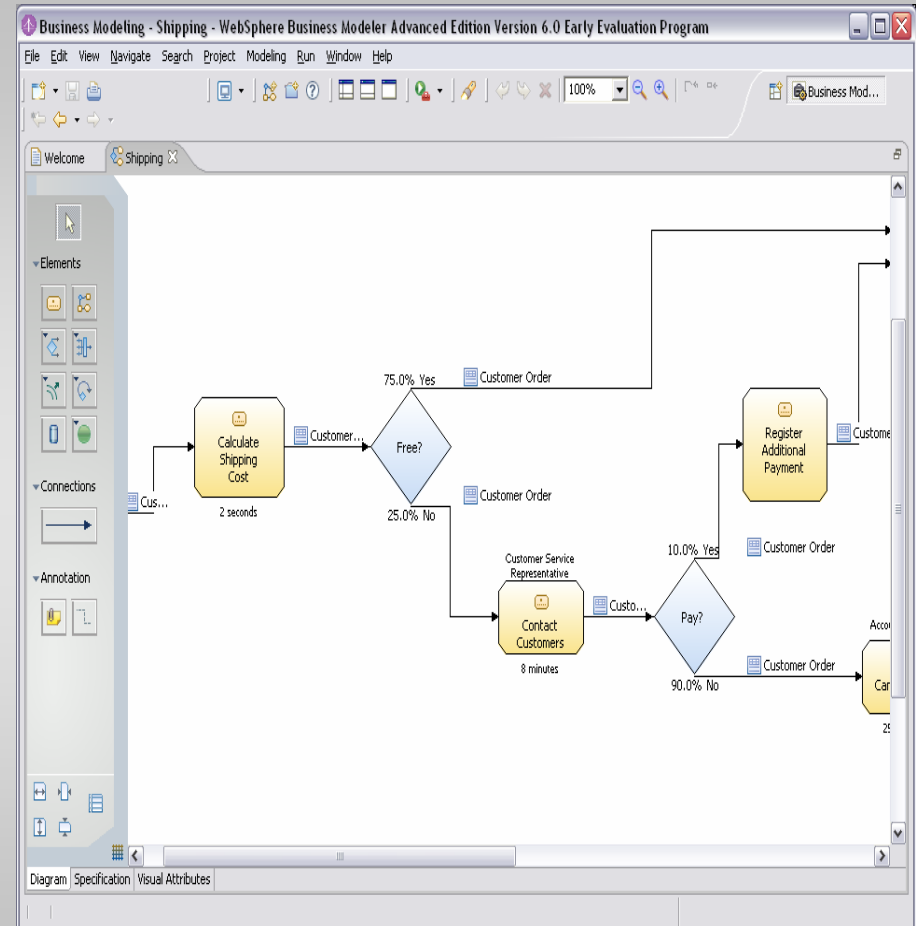 Business Modeling - Shipping - WebSphere Business Modeler Advanced Edition Version 6.0 Early Evaluation Program
File Edit View Navigate Search Project Modeling Run Window Help
100%
Business Mod...
Welcome
Shipping
Elements
Connections
Annotation
75.0% Yes
Customer Order
Calculate
Shipping
Cost
2 seconds
Customer...
Cus...
Free?
25.0% No
Customer Order
Customer Service
Representative
Contact
Customers
8 minutes
Custo...
10.0% Yes
Pay?
90.0% No
Register
Additional
Payment
Custome
Customer Order
Customer Order
Accou
Can
25
Diagram Specification Visual Attributes